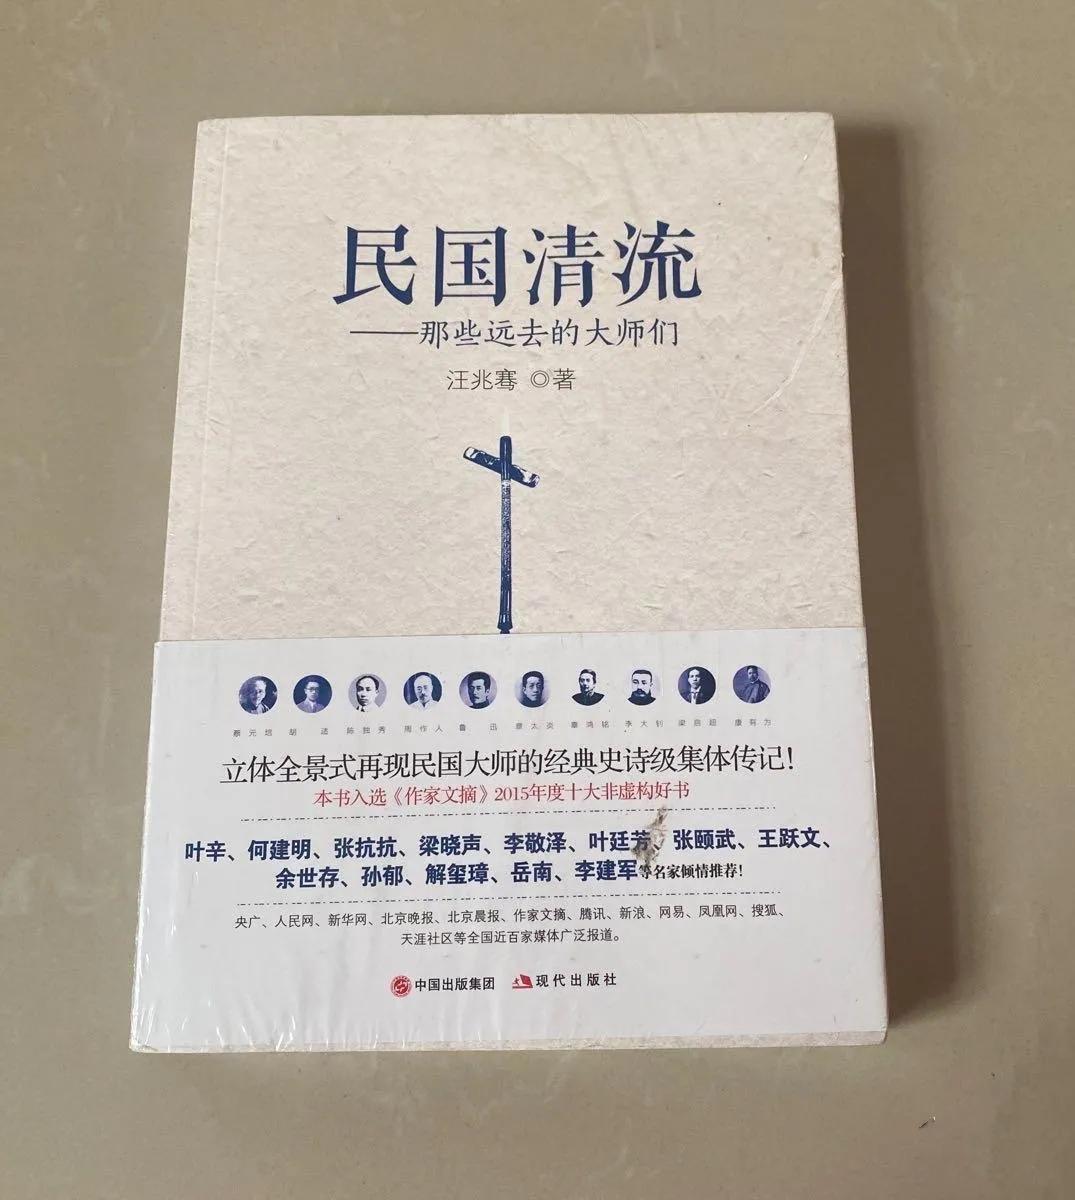 民国清流
——那些远去的大师们
汪兆骞 ◎著
蔡元培 胡适 陈独秀 周作人 鲁迅 章太炎 辜鸿铭 李大钊 梁启超 康有为
立体全景式再现民国大师的经典史诗级集体传记！
本书入选《作家文摘》2015年度十大非虚构好书
叶辛、何建明、张抗抗、梁晓声、李敬泽、叶廷芳、张颐武、王跃文、
余世存、孙郁、解玺璋、岳南、李建军等名家倾情推荐！
央广、人民网、新华网、北京晚报、北京晨报、作家文摘、腾讯、新浪、网易、凤凰网、搜狐、
天涯社区等全国近百家媒体广泛报道。
中国出版集团 现代出版社